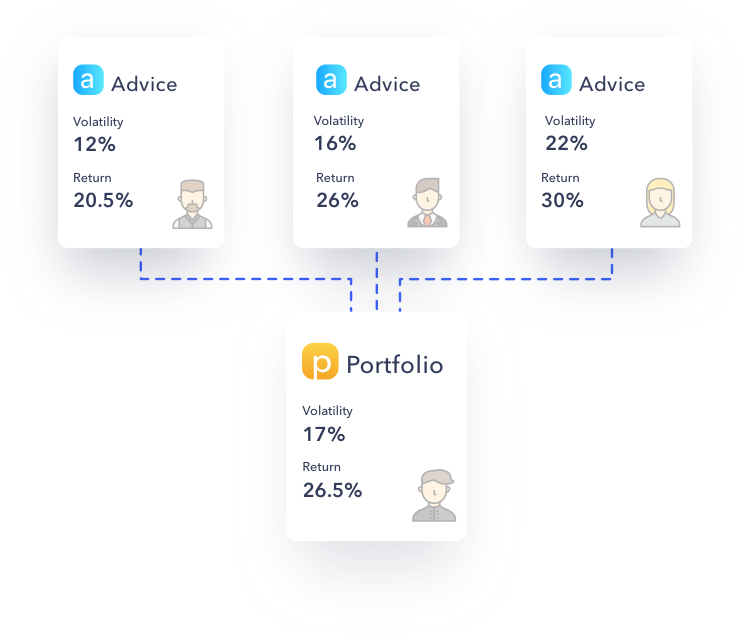 a Advice
Volatility
12%
Return
20.5%
a Advice
Volatility
16%
Return
26%
a Advice
Volatility
22%
Return
30%
p Portfolio
Volatility
17%
Return
26.5%